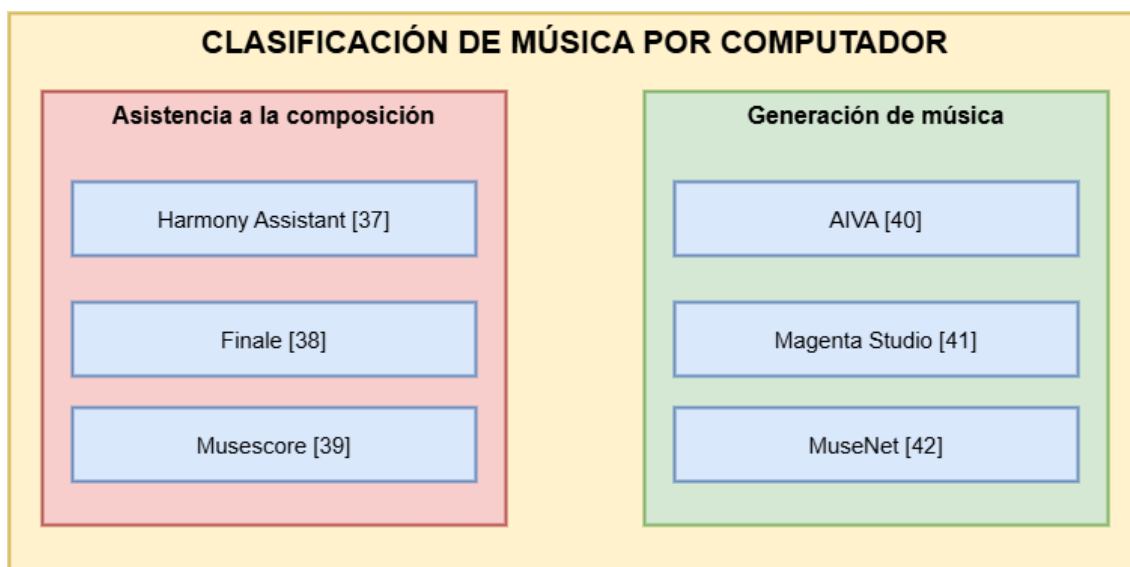 CLASIFICACIÓN DE MÚSICA POR COMPUTADOR
Asistencia a la composición
Harmony Assistant [37]
Finale [38]
Musescore [39]
Generación de música
AIVA [40]
Magenta Studio [41]
MuseNet [42]